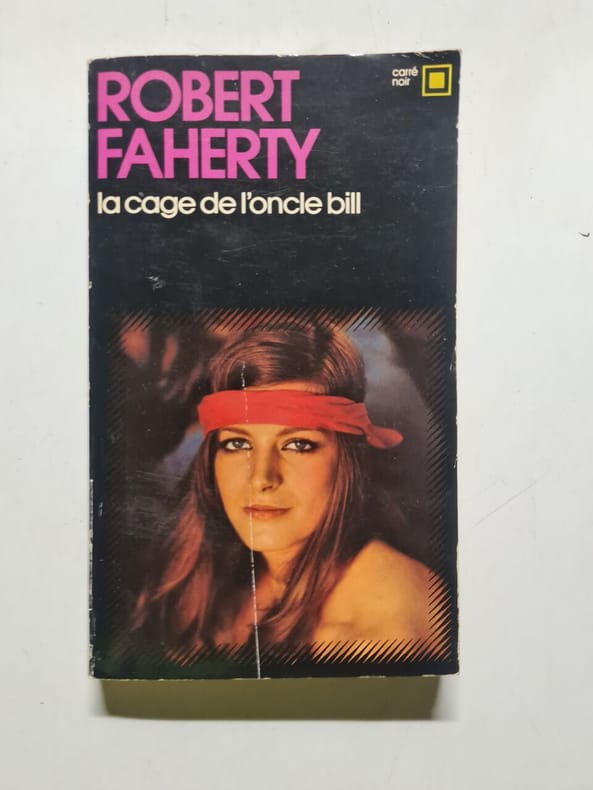 ROBERT
FAHERTY
la cage de l'oncle bill
carré
noir